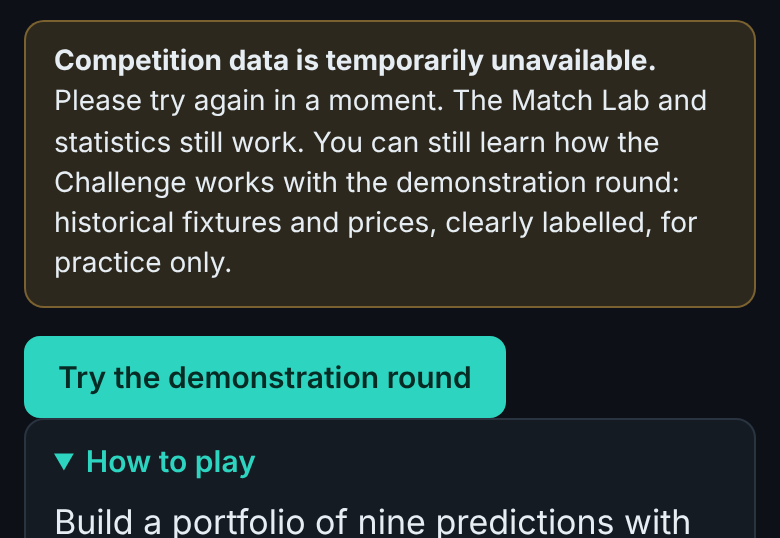 Competition data is temporarily unavailable.
Please try again in a moment. The Match Lab and
statistics still work. You can still learn how the
Challenge works with the demonstration round:
historical fixtures and prices, clearly labelled, for
practice only.
Try the demonstration round
▼ How to play
Build a portfolio of nine predictions with